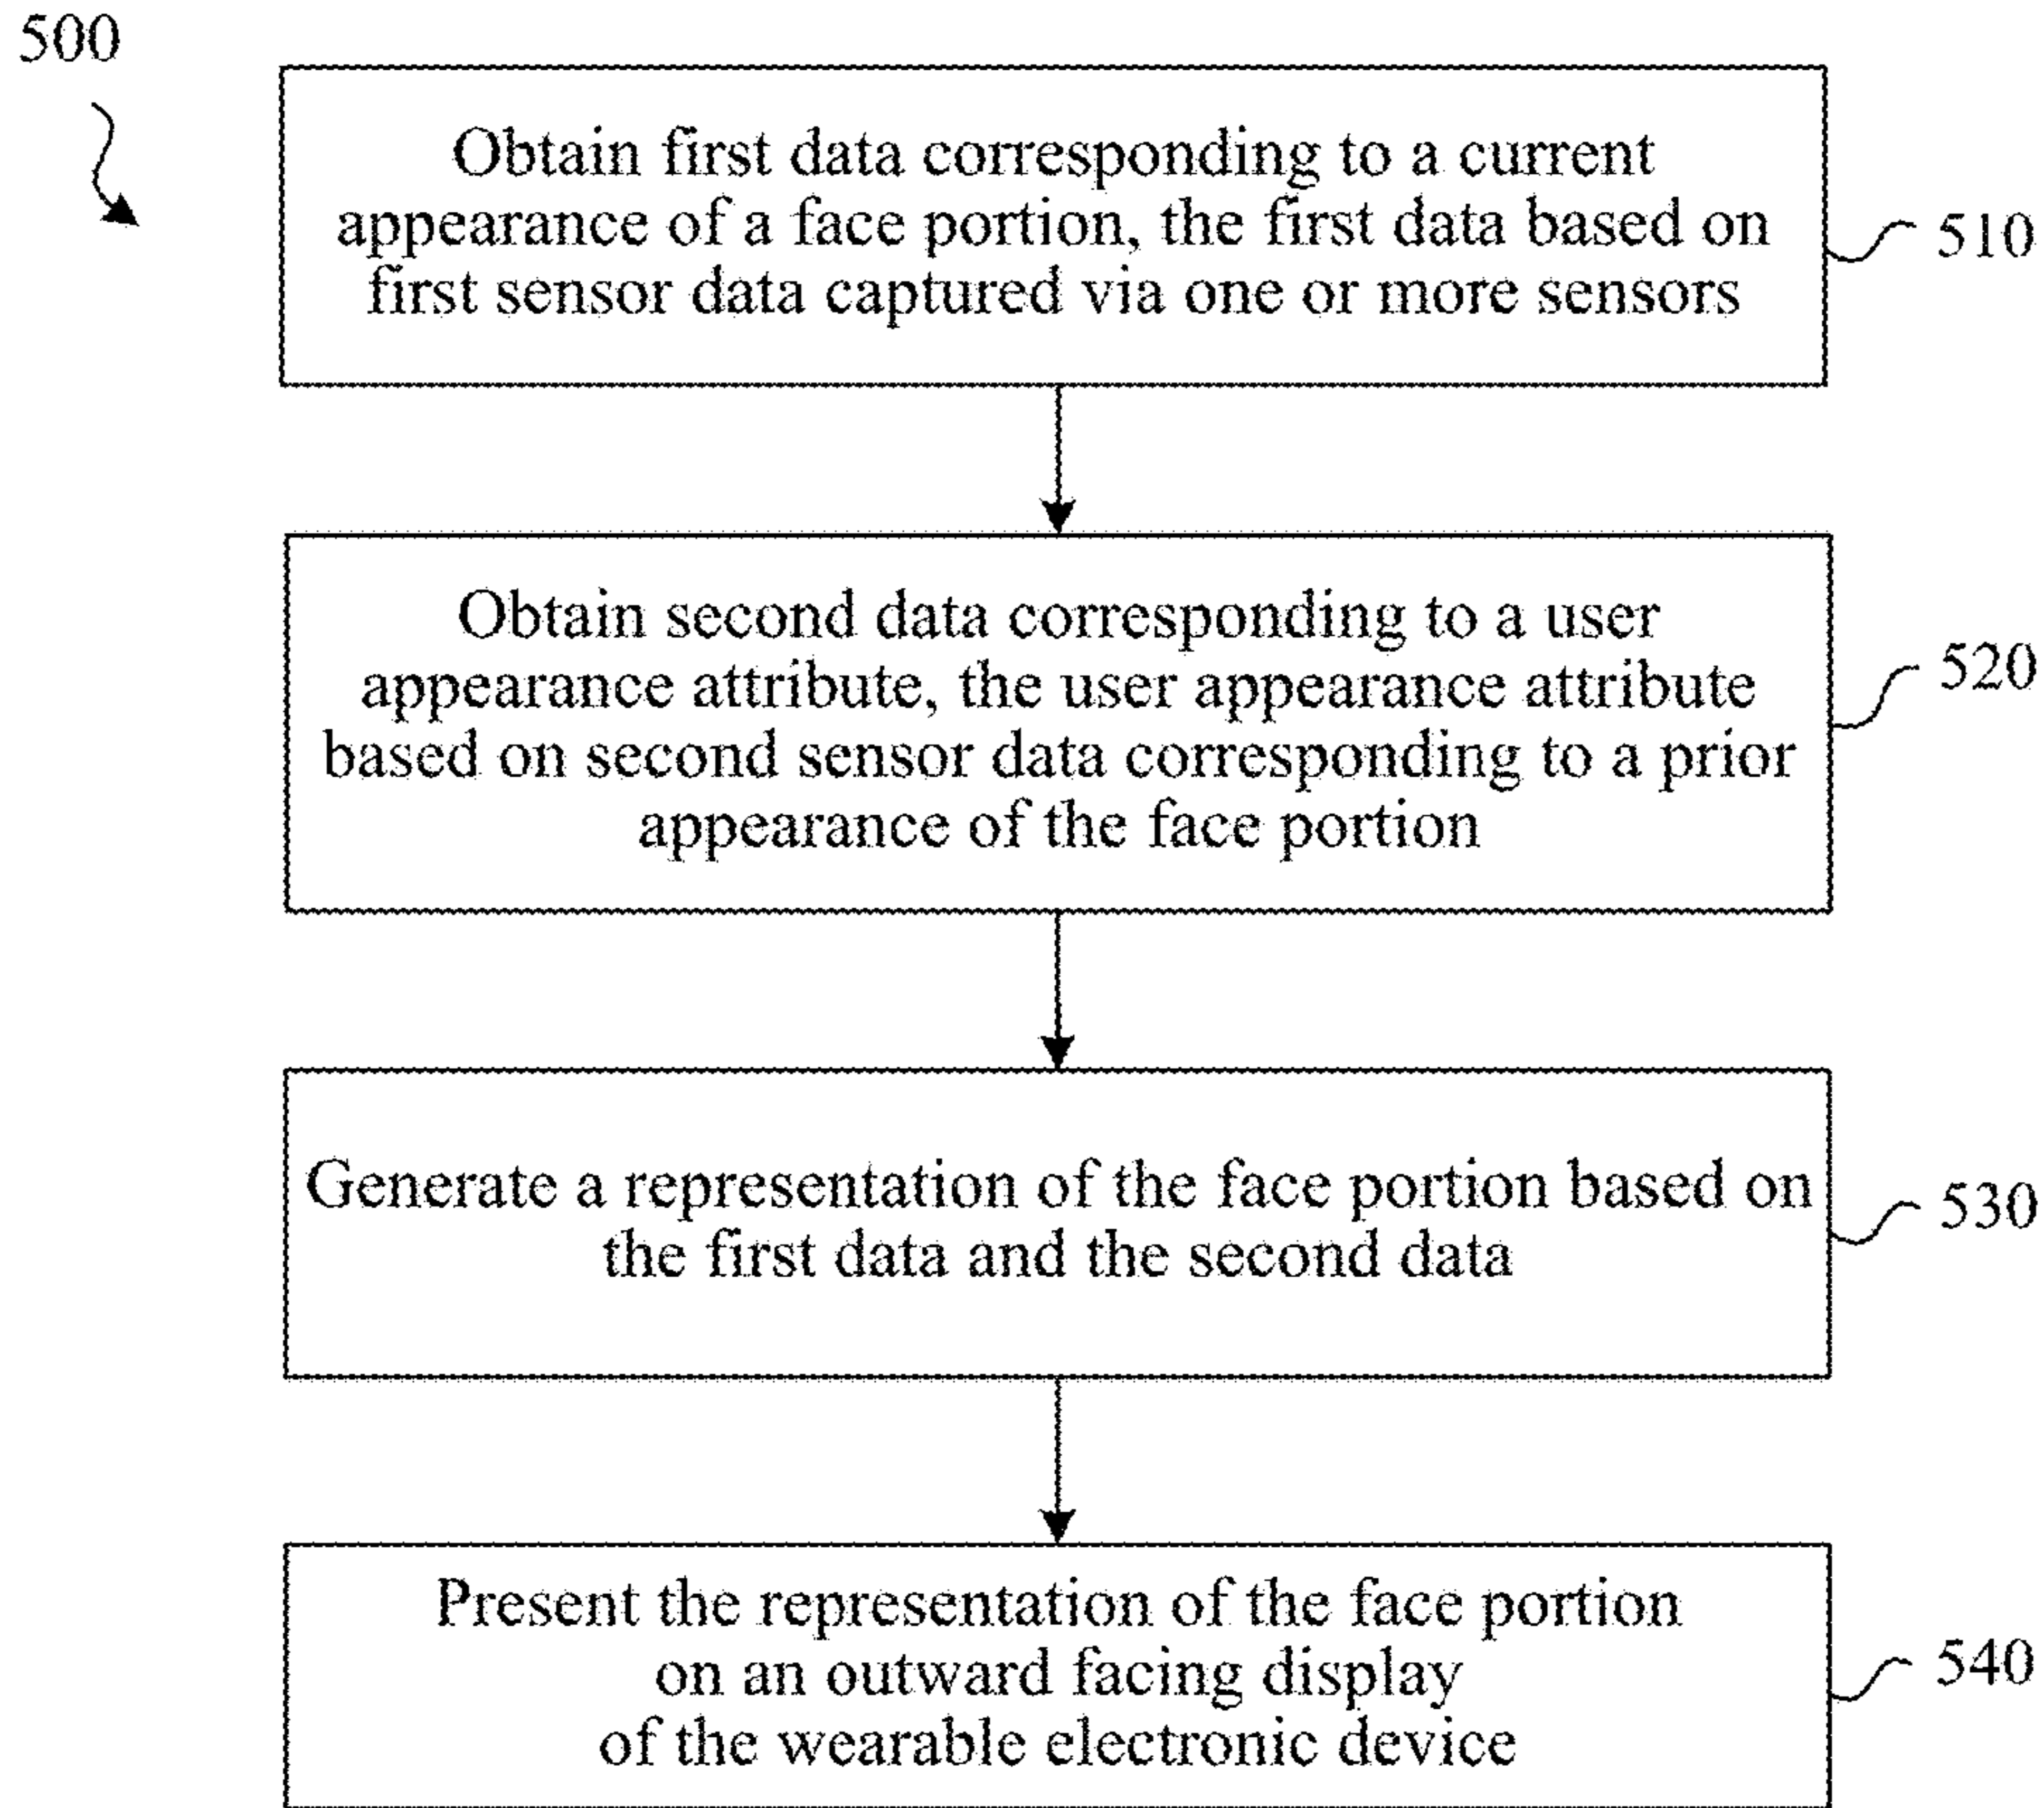 500
Obtain first data corresponding to a current
appearance of a face portion, the first data based on
first sensor data captured via one or more sensors
510
Obtain second data corresponding to a user
appearance attribute, the user appearance attribute
based on second sensor data corresponding to a prior
appearance of the face portion
520
Generate a representation of the face portion based on
the first data and the second data
530
Present the representation of the face portion
on an outward facing display
of the wearable electronic device
540